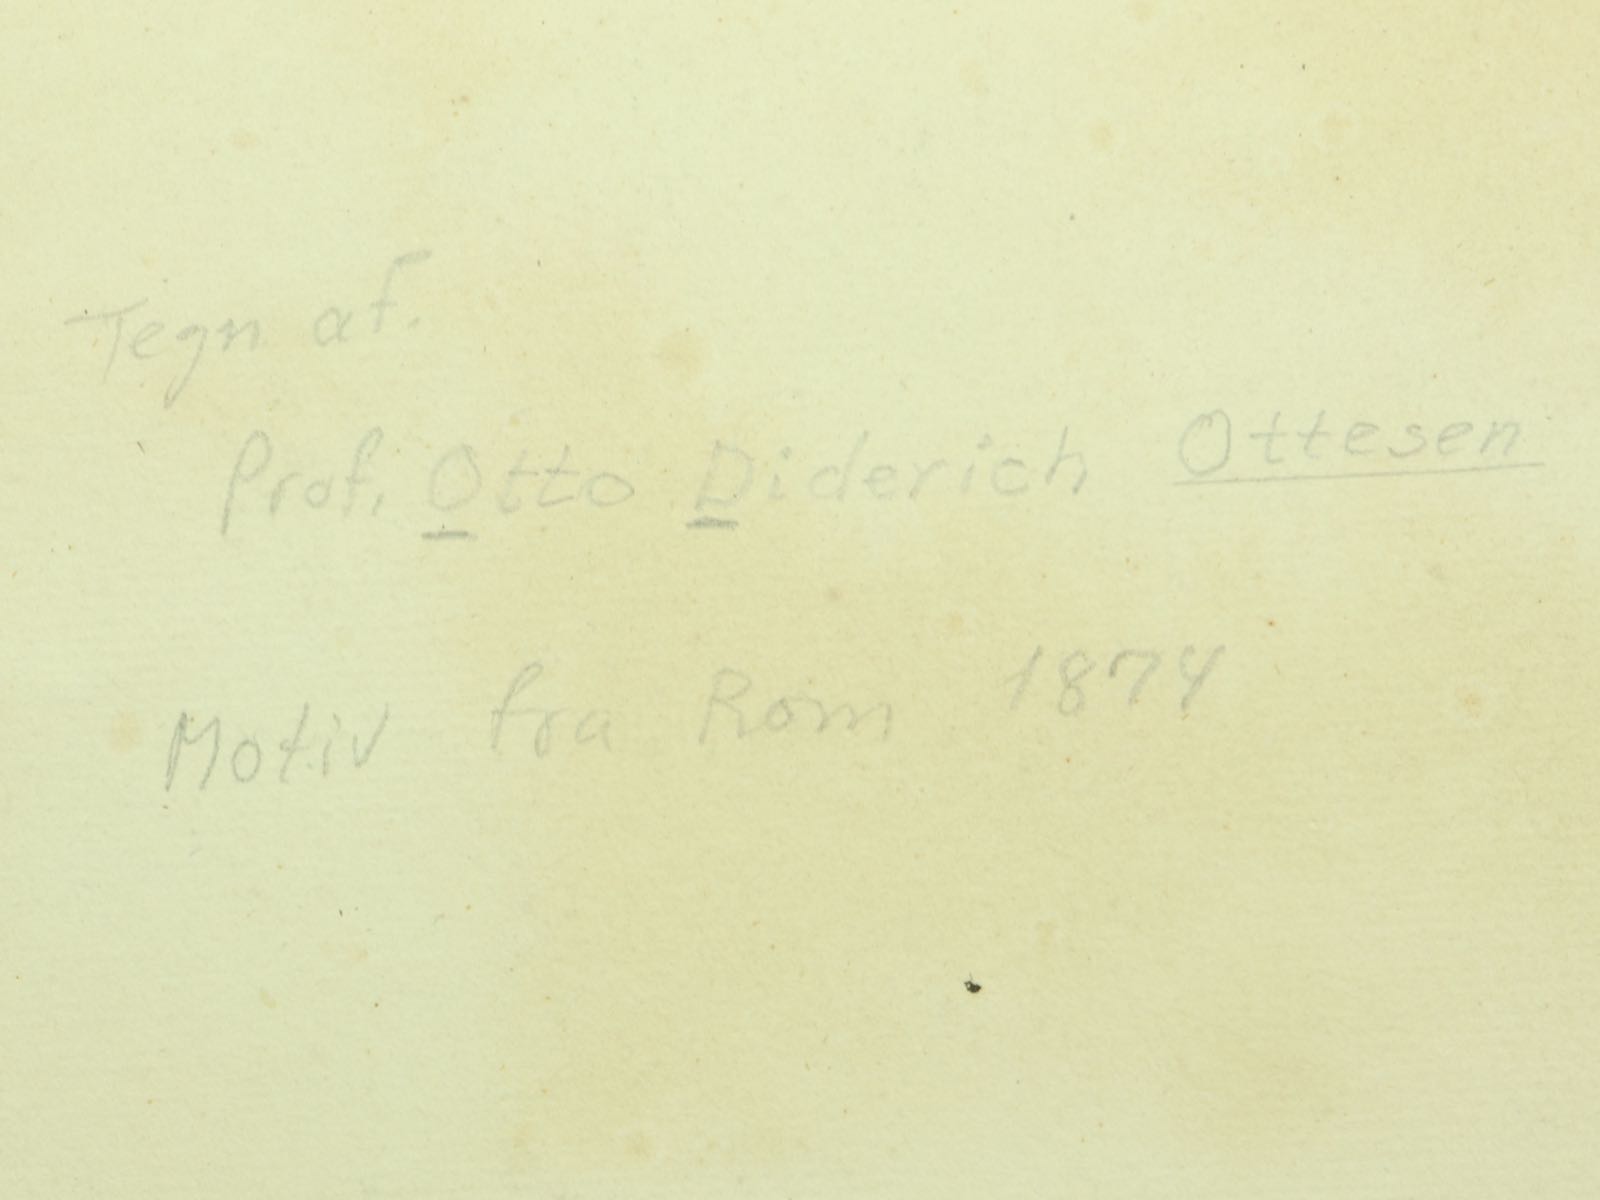 Tegn af.
Prof. Otto Diderich Ottesen
Motiv fra Rom 1874